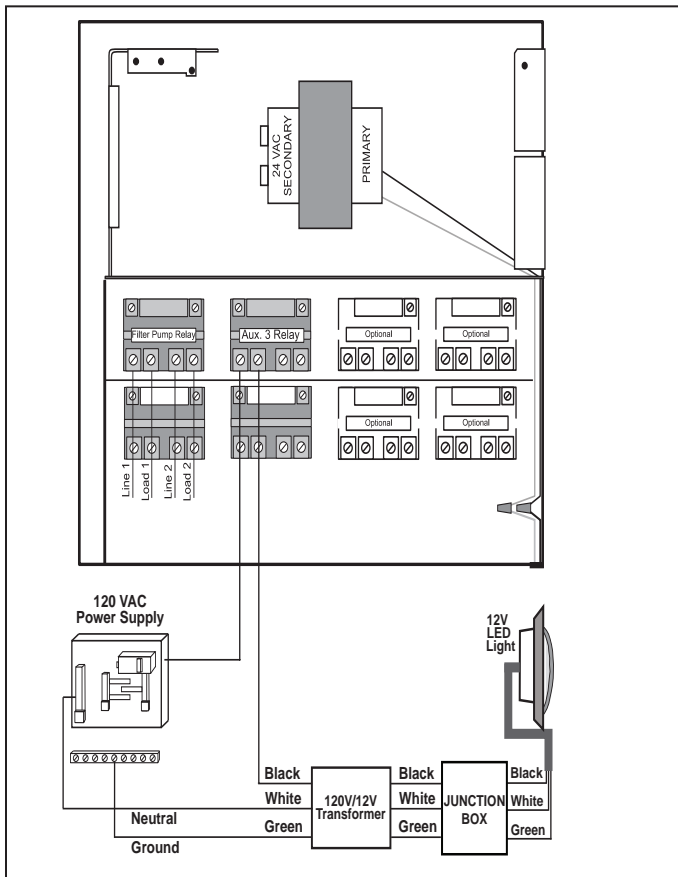 24 VAC
SECONDARY
PRIMARY
Filter Pump Relay
Aux. 3 Relay
Optional
Optional
Optional
Optional
Line 1
Load 1
Line 2
Load 2
120 VAC
Power Supply
12V
LED
Light
Black
Black
Black
White
120V/12V
Transformer
White
JUNCTION
BOX
White
Neutral
Green
Green
Green
Ground